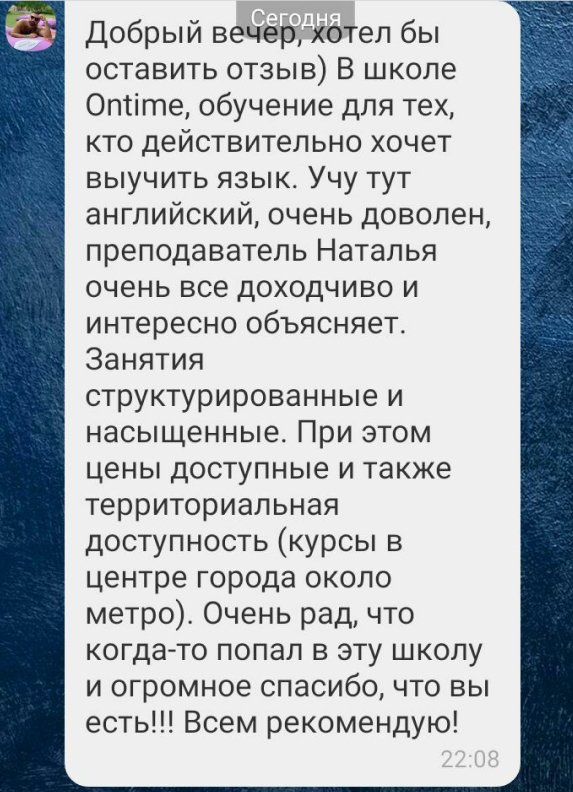 Сегодня
Добрый вечер, хотел бы
оставить отзыв) В школе
Ontime, обучение для тех,
кто действительно хочет
выучить язык. Учу тут
английский, очень доволен,
преподаватель Наталья
очень все доходчиво и
интересно объясняет.
Занятия
структурированные и
насыщенные. При этом
цены доступные и также
территориальная
доступность (курсы в
центре города около
метро). Очень рад, что
когда-то попал в эту школу
и огромное спасибо, что вы
есть!!! Всем рекомендую!
22:08